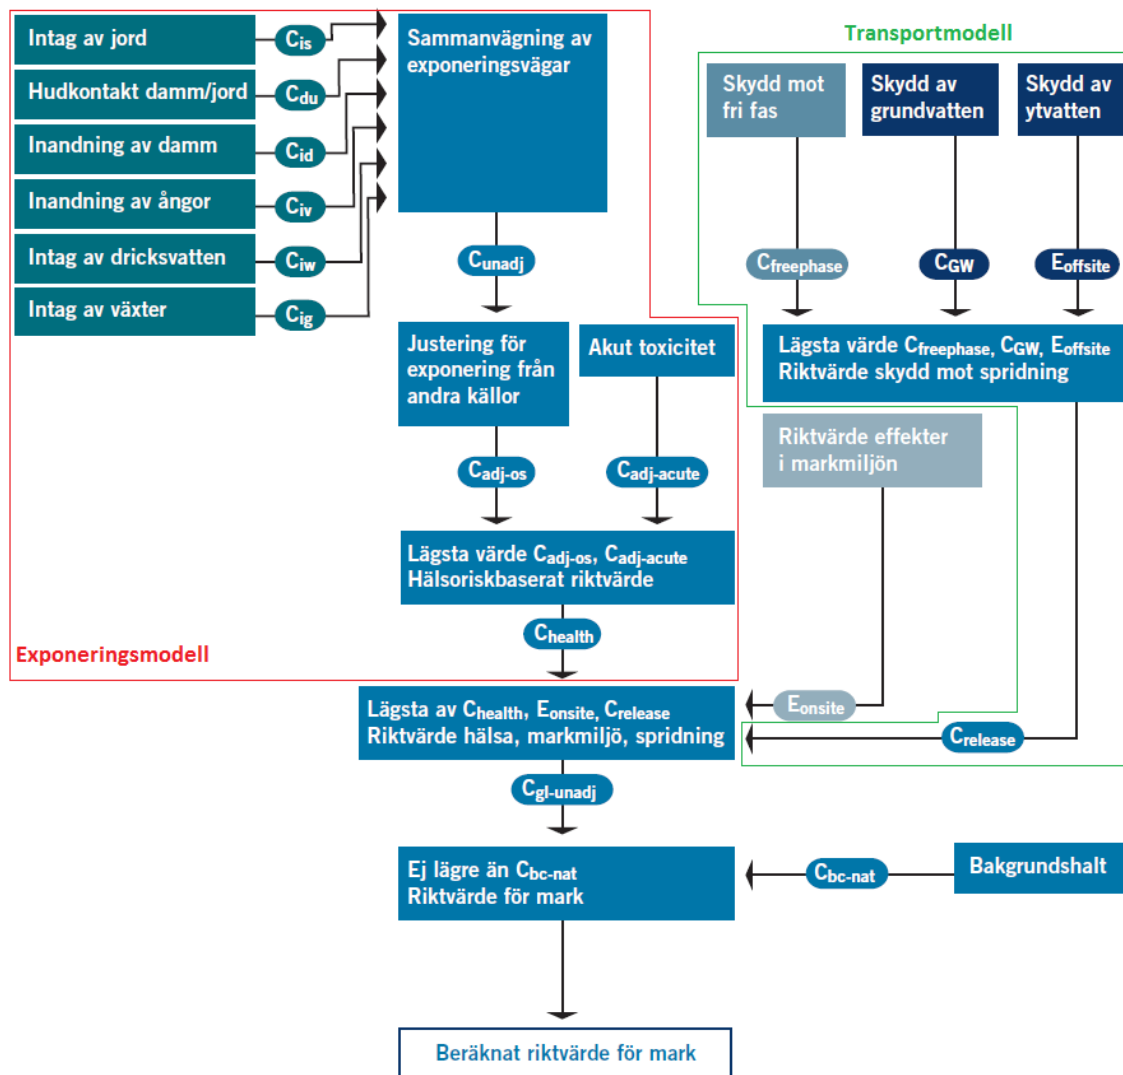 Intag av jord
Cis
Hudkontakt damm/jord
Cdu
Inandning av damm
Cid
Inandning av ångor
Civ
Intag av dricksvatten
Ciw
Intag av växter
Cig
Sammanvägning av
exponeringsvägar
Cunadj
Justering för
exponering från
andra källor
Akut toxicitet
Cadj-os
Cadj-acute
Lägsta värde Cadj-os, Cadj-acute
Hälsoriskbaserat riktvärde
Chealth
Exponeringsmodell
Transportmodell
Skydd mot
fri fas
Skydd av
grundvatten
Skydd av
ytvatten
Cfreephase
CGW
Eoffsite
Lägsta värde Cfreephase, CGW, Eoffsite
Riktvärde skydd mot spridning
Riktvärde effekter
i markmiljön
Eonsite
Crelease
Lägsta av Chealth, Eonsite, Crelease
Riktvärde hälsa, markmiljö, spridning
Cgl-unadj
Ej lägre än Cbc-nat
Riktvärde för mark
Cbc-nat
Bakgrundshalt
Beräknat riktvärde för mark